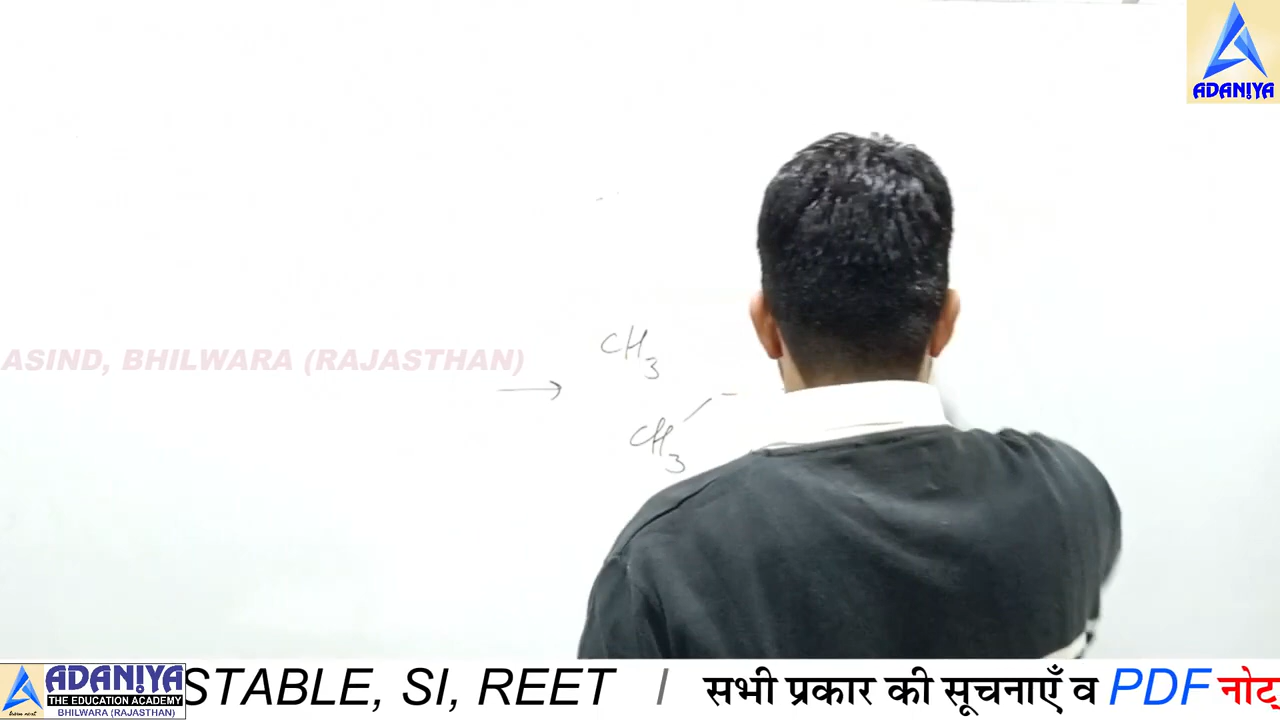 ADANIYA
ASIND, BHILWARA (RAJASTHAN)
→ CH3
CH3
ADANIYA
THE EDUCATION ACADEMY
BHILWARA (RAJASTHAN)
STABLE, SI, REET / सभी प्रकार की सूचनाएँ व PDF नोट्